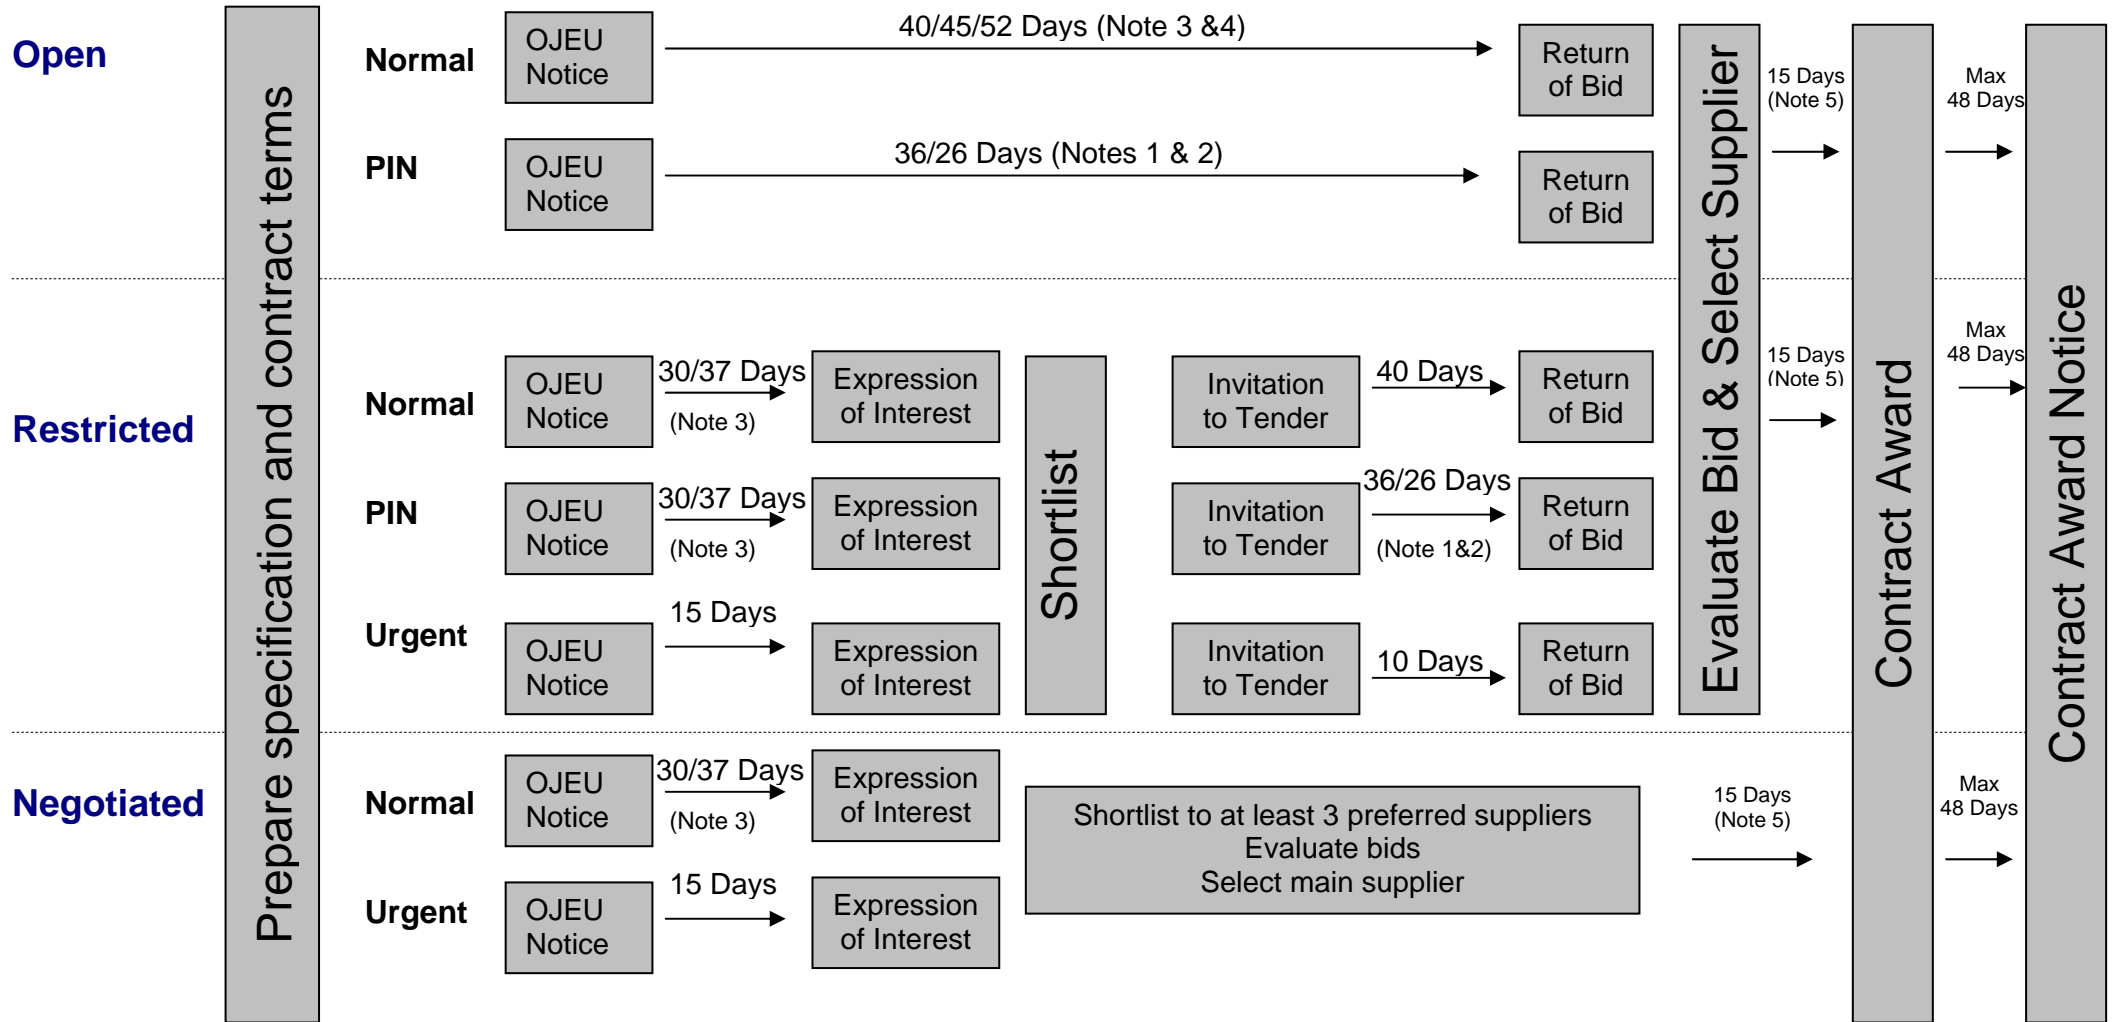 Open
Prepare specification and contract terms
Normal
OJEU
Notice
40/45/52 Days (Note 3 &4)
Return
of Bid
PIN
OJEU
Notice
36/26 Days (Notes 1 & 2)
Return
of Bid
Evaluate Bid & Select Supplier
15 Days
(Note 5)
Contract Award
Max
48 Days
Contract Award Notice
Restricted
Normal
OJEU
Notice
30/37 Days
(Note 3)
Expression
of Interest
Shortlist
Invitation
to Tender
40 Days
Return
of Bid
15 Days
(Note 5)
Max
48 Days
PIN
OJEU
Notice
30/37 Days
(Note 3)
Expression
of Interest
Invitation
to Tender
36/26 Days
(Note 1&2)
Return
of Bid
Urgent
OJEU
Notice
15 Days
Expression
of Interest
Invitation
to Tender
10 Days
Return
of Bid
Negotiated
Normal
OJEU
Notice
30/37 Days
(Note 3)
Expression
of Interest
Shortlist to at least 3 preferred suppliers
Evaluate bids
Select main supplier
15 Days
(Note 5)
Max
48 Days
Urgent
OJEU
Notice
15 Days
Expression
of Interest